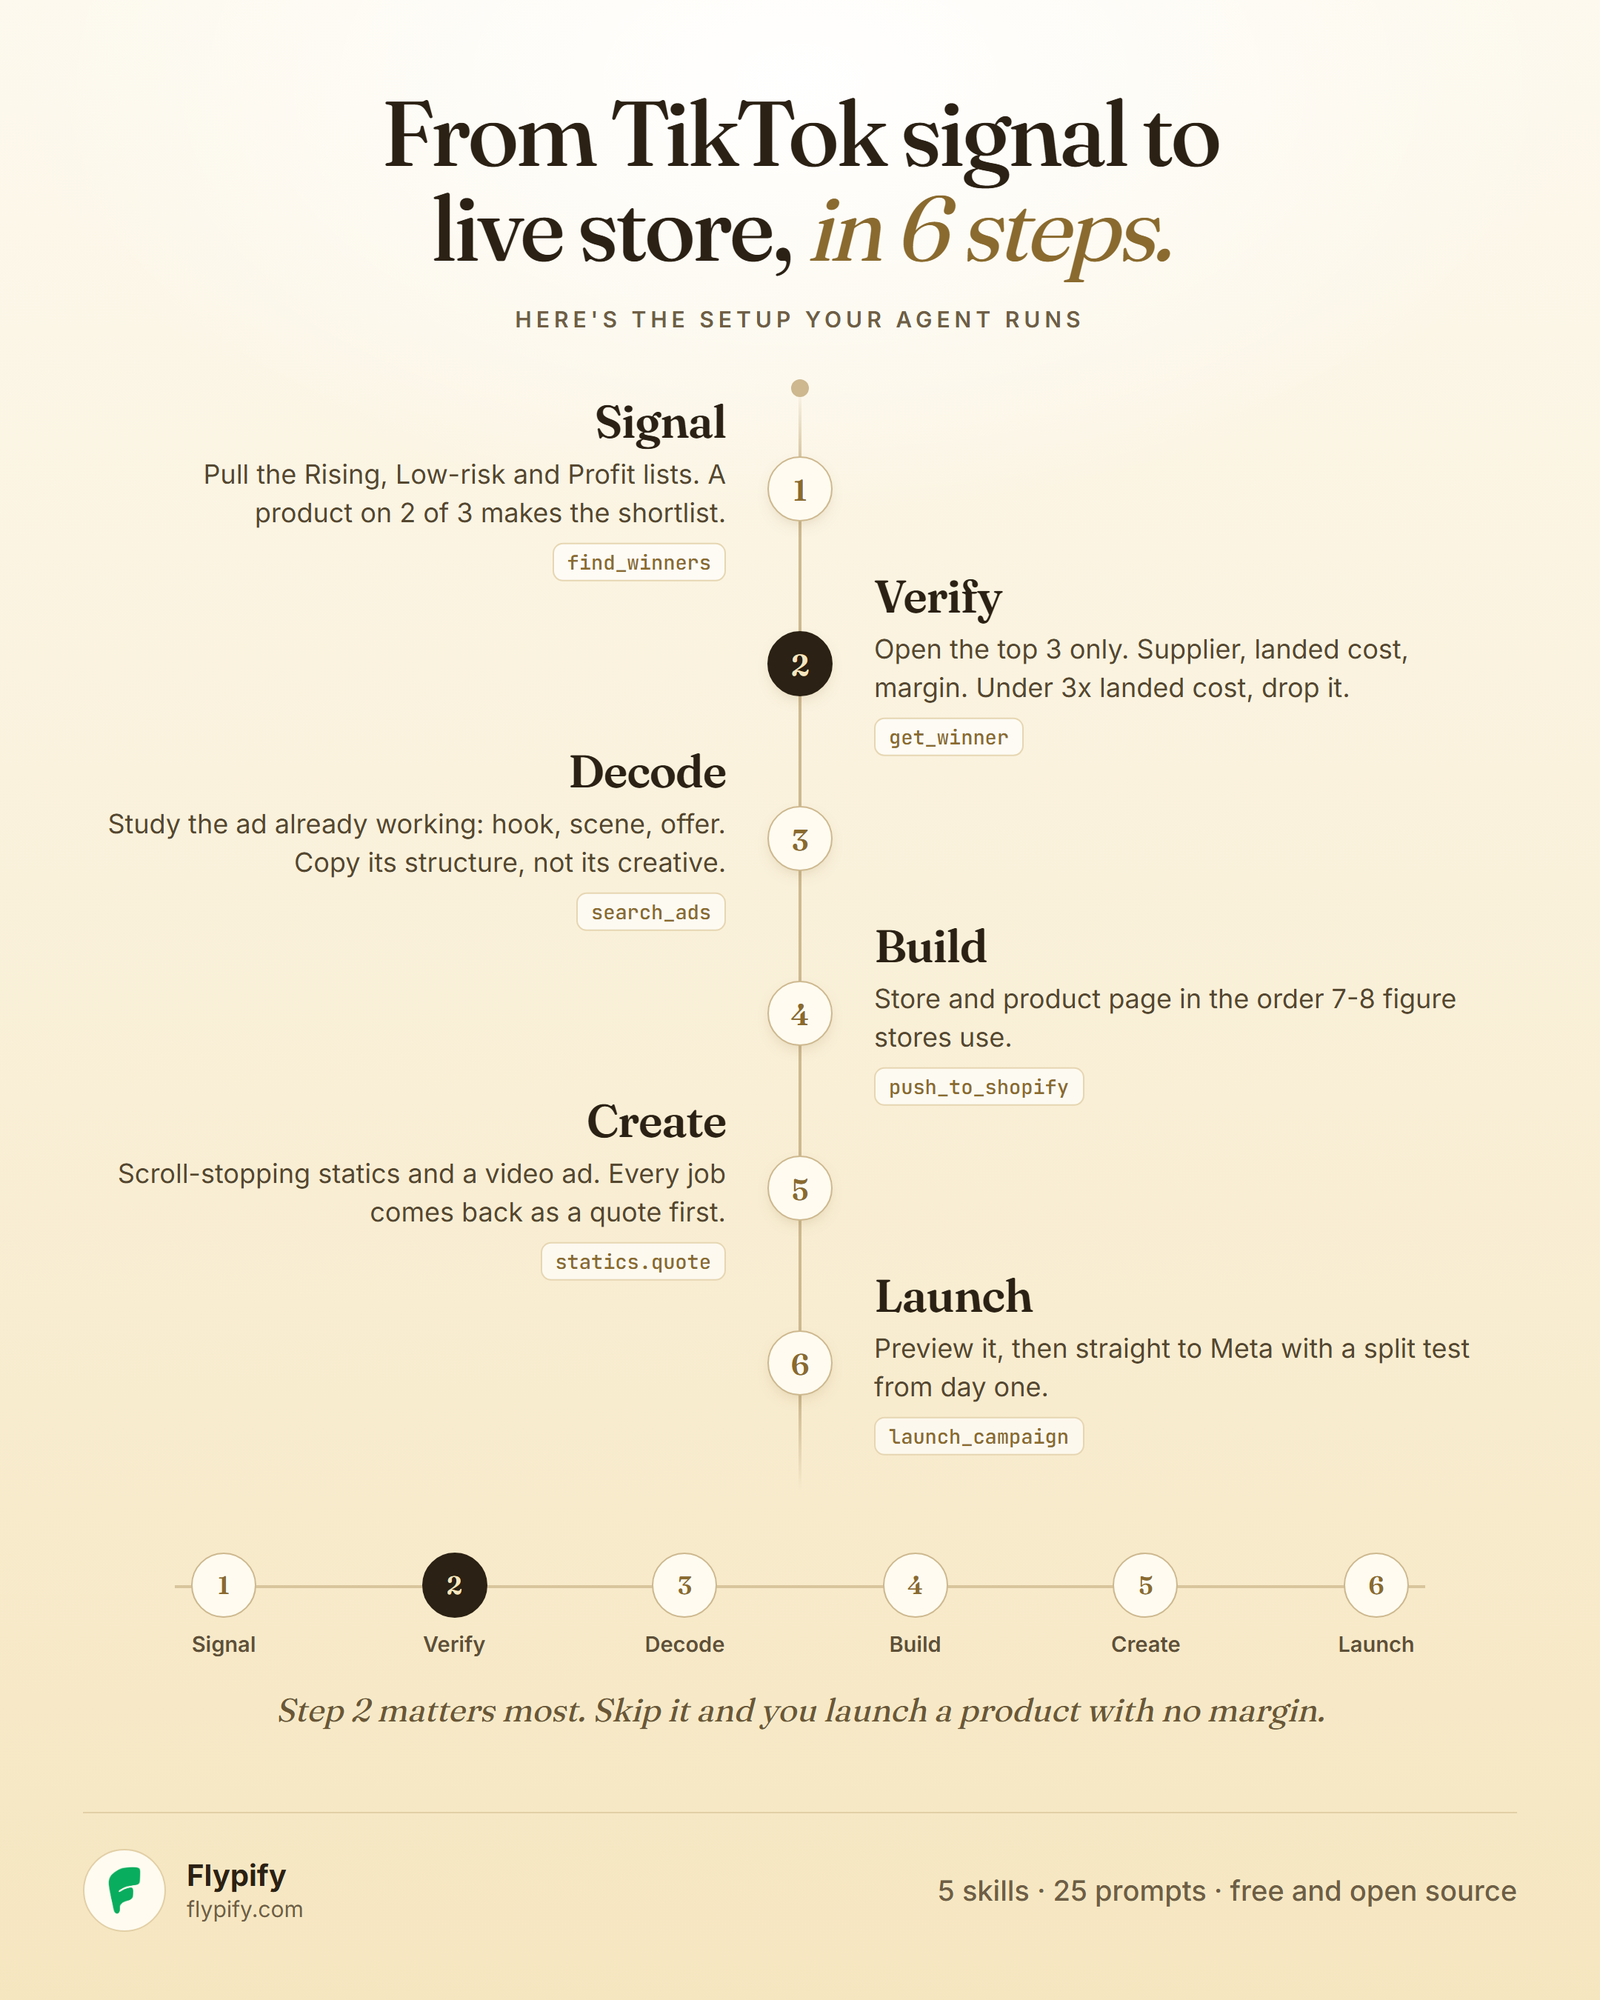 From TikTok signal to
live store, in 6 steps.
HERE'S THE SETUP YOUR AGENT RUNS
Signal
Pull the Rising, Low-risk and Profit lists. A
product on 2 of 3 makes the shortlist.
find_winners
1
Verify
Open the top 3 only. Supplier, landed cost,
margin. Under 3x landed cost, drop it.
get_winner
2
Decode
Study the ad already working: hook, scene, offer.
Copy its structure, not its creative.
search_ads
3
Build
Store and product page in the order 7-8 figure
stores use.
push_to_shopify
4
Create
Scroll-stopping statics and a video ad. Every job
comes back as a quote first.
statics.quote
5
Launch
Preview it, then straight to Meta with a split test
from day one.
launch_campaign
6
1 2 3 4 5 6
Signal Verify Decode Build Create Launch
Step 2 matters most. Skip it and you launch a product with no margin.
Flypify
flypify.com
5 skills · 25 prompts · free and open source